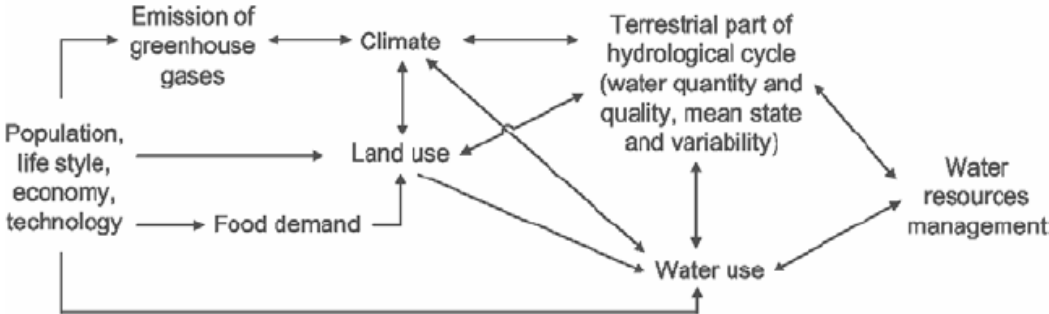 Emission of
greenhouse
gases
Climate
Terrestrial part of
hydrological cycle
(water quantity and
quality, mean state
and variability)
Population,
life style,
economy,
technology
Land use
Food demand
Water
resources
management
Water use